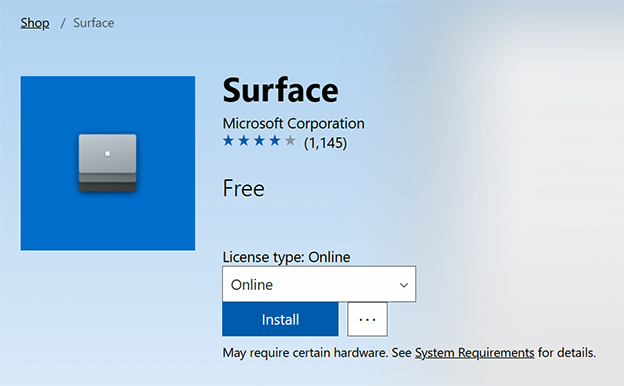 Shop / Surface
Surface
Microsoft Corporation
(1,145)
Free
License type: Online
Online
Install
...
May require certain hardware. See System Requirements for details.